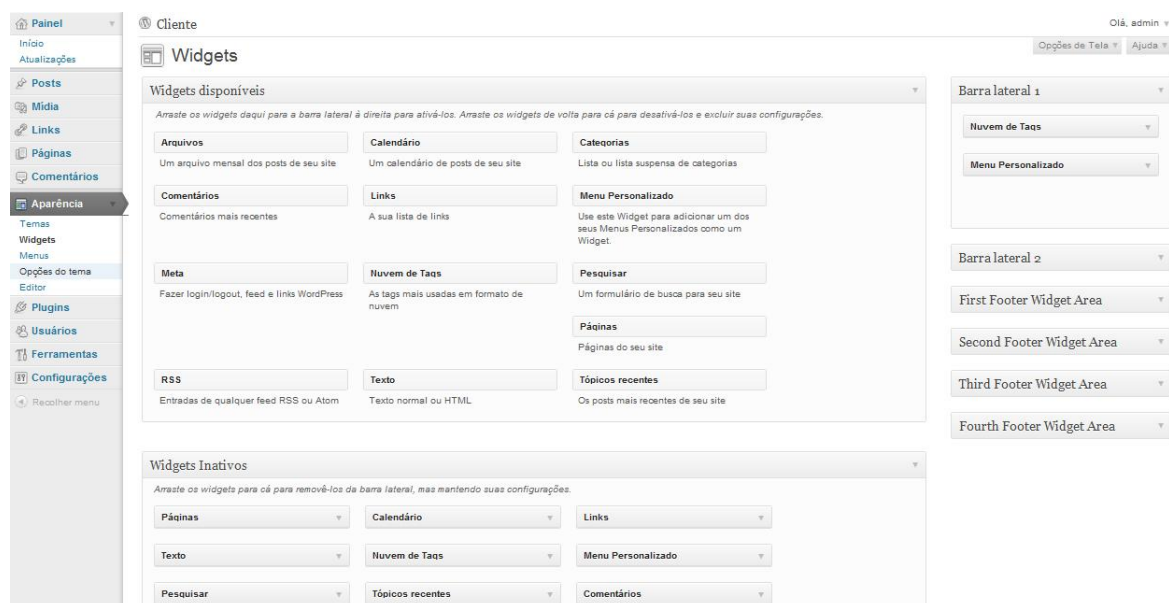 Painel
Início
Atualizações
Posts
Mídia
Links
Páginas
Comentários
Aparência
Temas
Widgets
Menus
Opções do tema
Editor
Plugins
Usuários
Ferramentas
Configurações
Recolher menu
Cliente
Olá, admin
Opções de Tela
Ajuda
Widgets
Widgets disponíveis
Arraste os widgets daqui para a barra lateral à direita para ativá-los. Arraste os widgets de volta para cá para desativá-los e excluir suas configurações.
Arquivos
Um arquivo mensal dos posts de seu site
Calendário
Um calendário de posts de seu site
Categorias
Lista ou lista suspensa de categorias
Comentários
Comentários mais recentes
Links
A sua lista de links
Menu Personalizado
Use este Widget para adicionar um dos
seus Menus Personalizados como um
Widget.
Meta
Fazer login/logout, feed e links WordPress
Nuvem de Tags
As tags mais usadas em formato de
nuvem
Pesquisar
Um formulário de busca para seu site
Páginas
Páginas do seu site
RSS
Entradas de qualquer feed RSS ou Atom
Texto
Texto normal ou HTML
Tópicos recentes
Os posts mais recentes de seu site
Widgets Inativos
Arraste os widgets para cá para removê-los da barra lateral, mas mantendo suas configurações.
Páginas
Calendário
Links
Texto
Nuvem de Tags
Menu Personalizado
Pesquisar
Tópicos recentes
Comentários
Barra lateral 1
Nuvem de Tags
Menu Personalizado
Barra lateral 2
First Footer Widget Area
Second Footer Widget Area
Third Footer Widget Area
Fourth Footer Widget Area